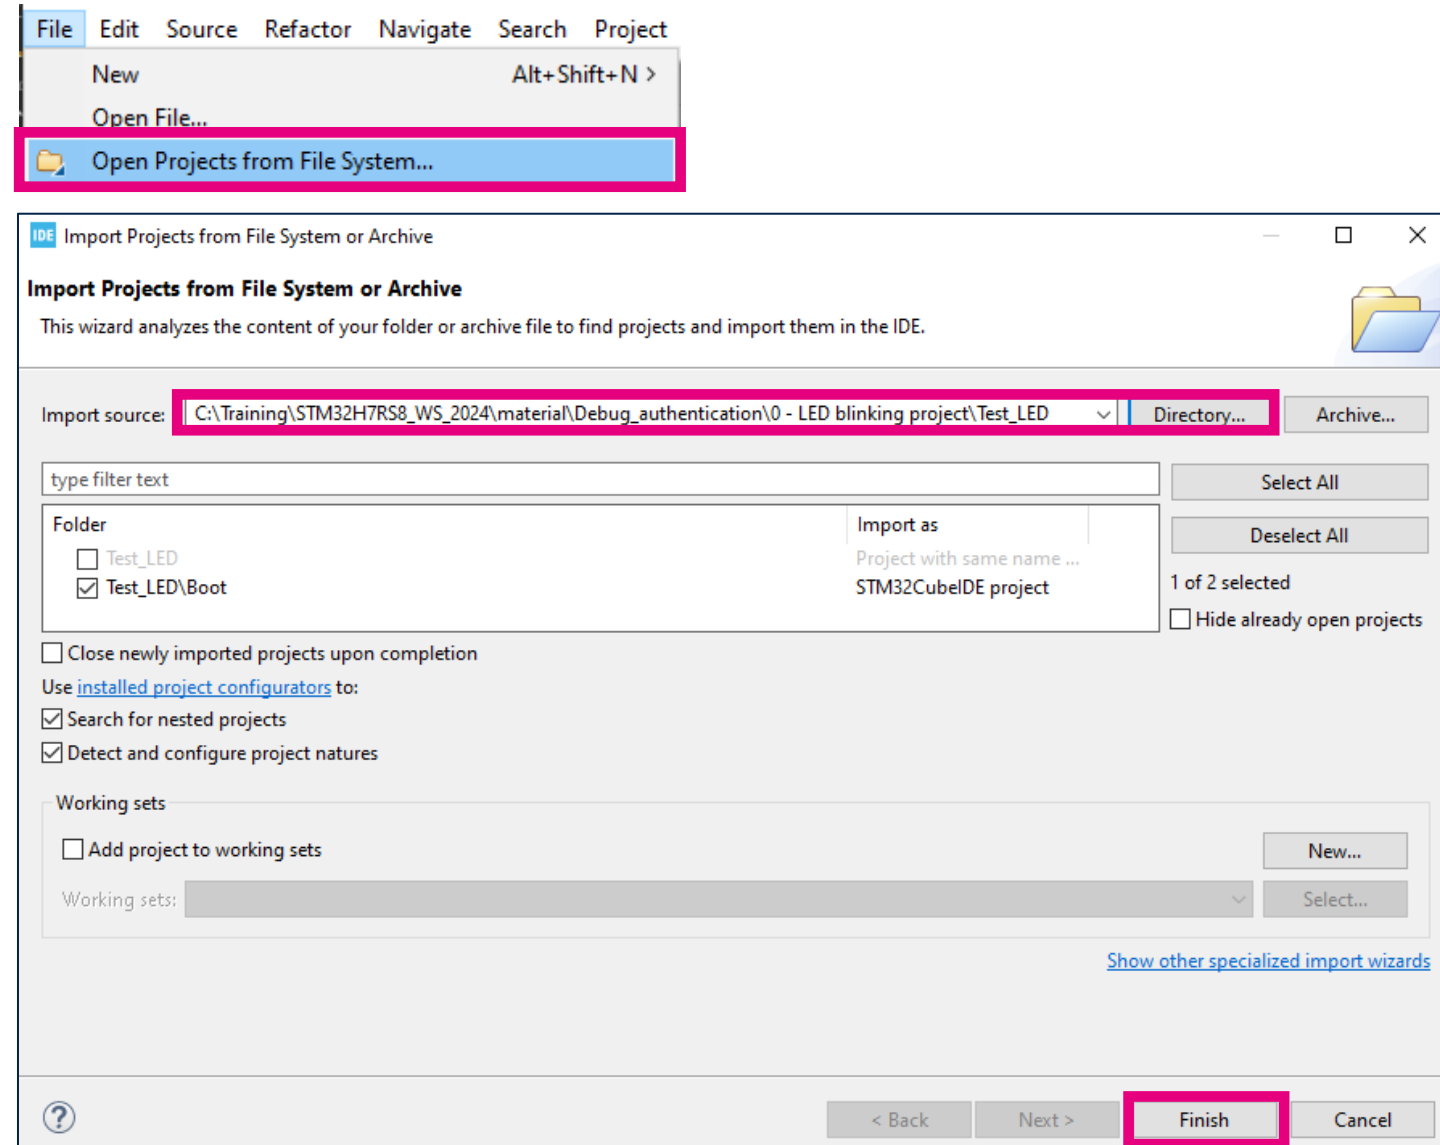 File Edit Source Refactor Navigate Search Project
New Alt+Shift+N >
Open File...
Open Projects from File System...
IDE Import Projects from File System or Archive
Import Projects from File System or Archive
This wizard analyzes the content of your folder or archive file to find projects and import them in the IDE.
Import source: C:\Training\STM32H7RS8_WS_2024\material\Debug_authentication\0 - LED blinking project\Test_LED Directory... Archive...
type filter text Select All
Folder Import as Deselect All
Test_LED Project with same name ...
Test_LED\Boot STM32CubeIDE project 1 of 2 selected
Hide already open projects
Close newly imported projects upon completion
Use installed project configurators to:
Search for nested projects
Detect and configure project natures
Working sets
Add project to working sets New...
Working sets: Select...
Show other specialized import wizards
? < Back Next > Finish Cancel